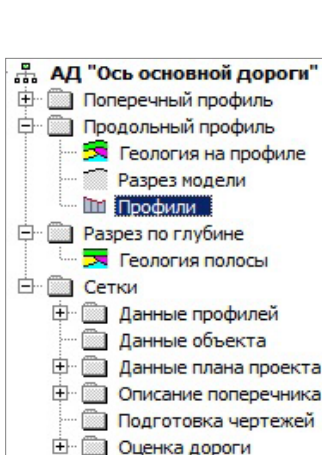 АД "Ось основной дороги"
Поперечный профиль
Продольный профиль
Геология на профиле
Разрез модели
Профили
Разрез по глубине
Геология полосы
Сетки
Данные профилей
Данные объекта
Данные плана проекта
Описание поперечника
Подготовка чертежей
Оценка дороги